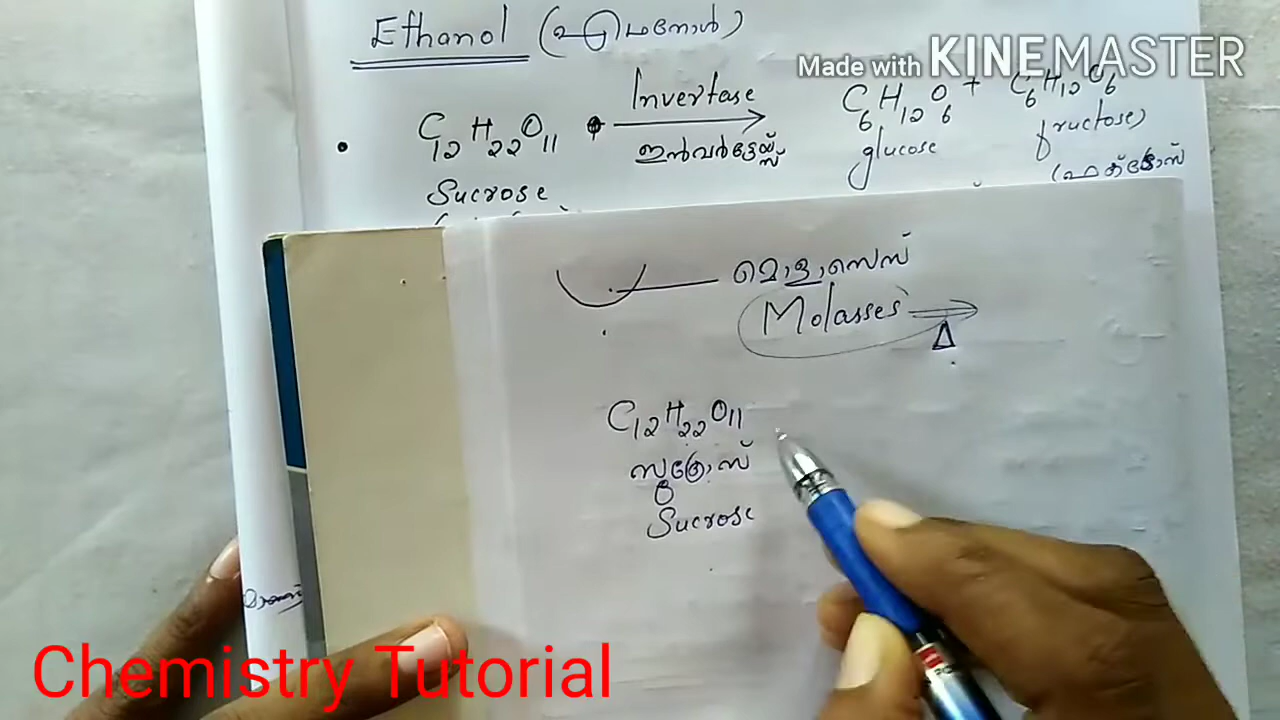 Ethanol (എഥനോൾ)
Made with KINEMASTER
C12H22O11 Invertase → C6H12O6 + C6H12O6
ഇൻവർട്ടേയ്സ് glucose fructose)
Sucrose
മൊളാസെസ്
Molasses → Δ
C12H22O11
സുക്രോസ്
Sucrose
Chemistry Tutorial